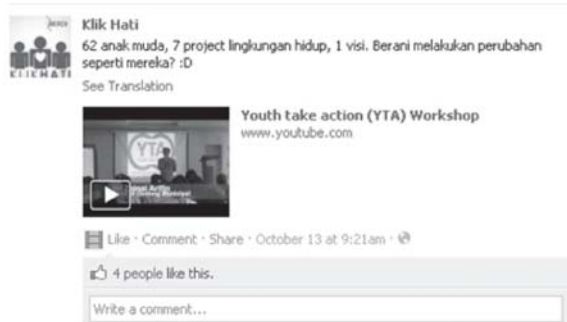 Klik Hati
62 anak muda, 7 project lingkungan hidup, 1 visi. Berani melakukan perubahan
seperti mereka? :D
KLIKHATI
See Translation
Youth take action (YTA) Workshop
www.youtube.com
YTA
Like · Comment · Share · October 13 at 9:21am ·
4 people like this.
Write a comment...